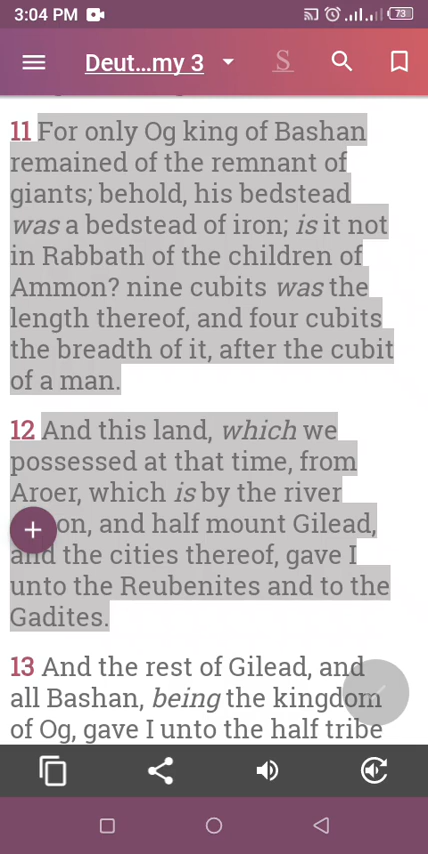 3:04 PM
73
Deut...my 3
S
11 For only Og king of Bashan
remained of the remnant of
giants; behold, his bedstead
was a bedstead of iron; is it not
in Rabbath of the children of
Ammon? nine cubits was the
length thereof, and four cubits
the breadth of it, after the cubit
of a man.
12 And this land, which we
possessed at that time, from
Aroer, which is by the river
on, and half mount Gilead,
and the cities thereof, gave I
unto the Reubenites and to the
Gadites.
13 And the rest of Gilead, and
all Bashan, being the kingdom
of Og, gave I unto the half tribe